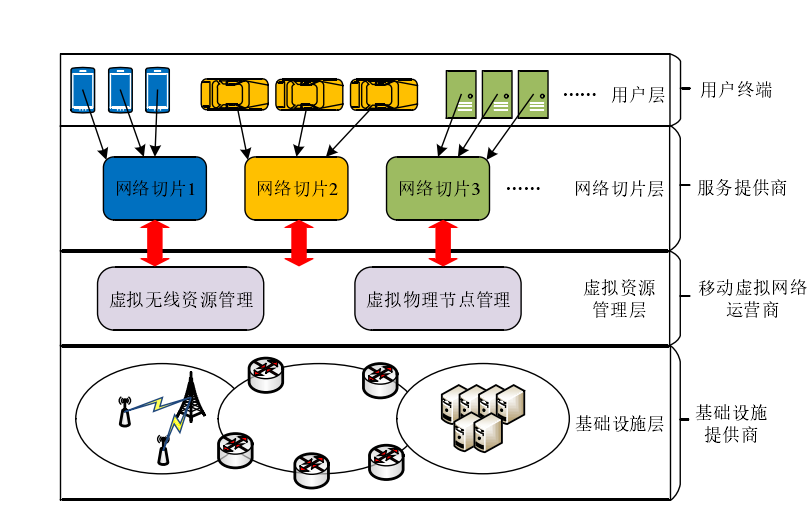 …… 用户层
用户终端
网络切片1
网络切片2
网络切片3
…… 网络切片层
服务提供商
虚拟无线资源管理
虚拟物理节点管理
虚拟资源
管理层
移动虚拟网络
运营商
基础设施层
基础设施
提供商